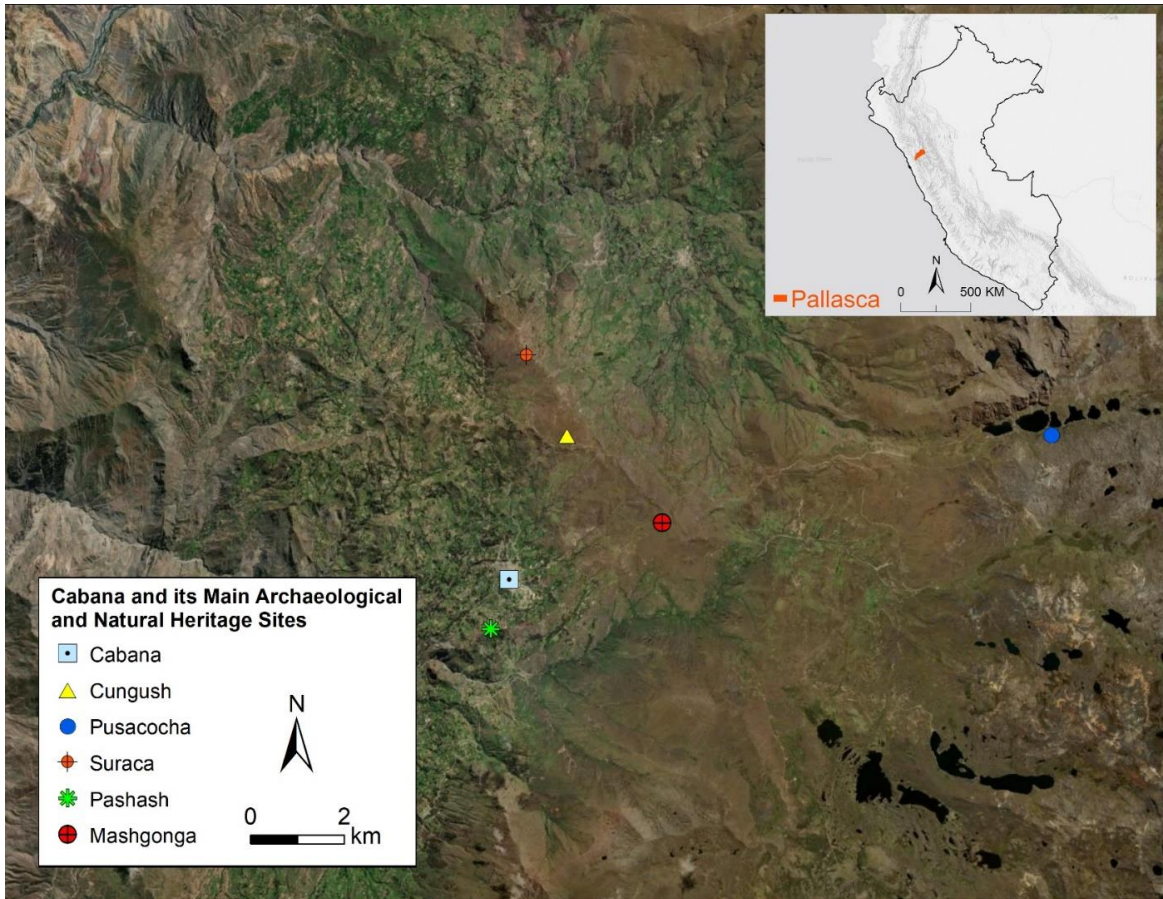 N
0 500 KM
Pallasca
Cabana and its Main Archaeological
and Natural Heritage Sites
Cabana
Cungush
Pusacocha
Suraca
Pashash
Mashgonga
N
0 2
km